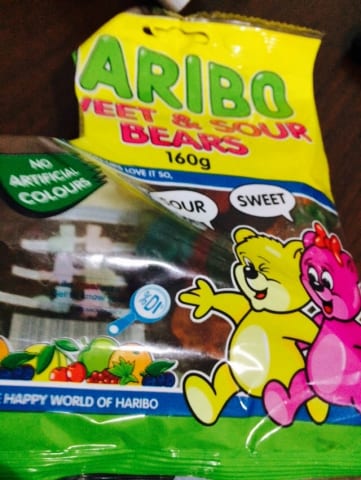 ARIBO
WEET & SOUR
BEARS
160g
LOVE IT SO,
NO
ARTIFICIAL
COLOURS
SOUR
SWEET
HAPPY WORLD OF HARIBO